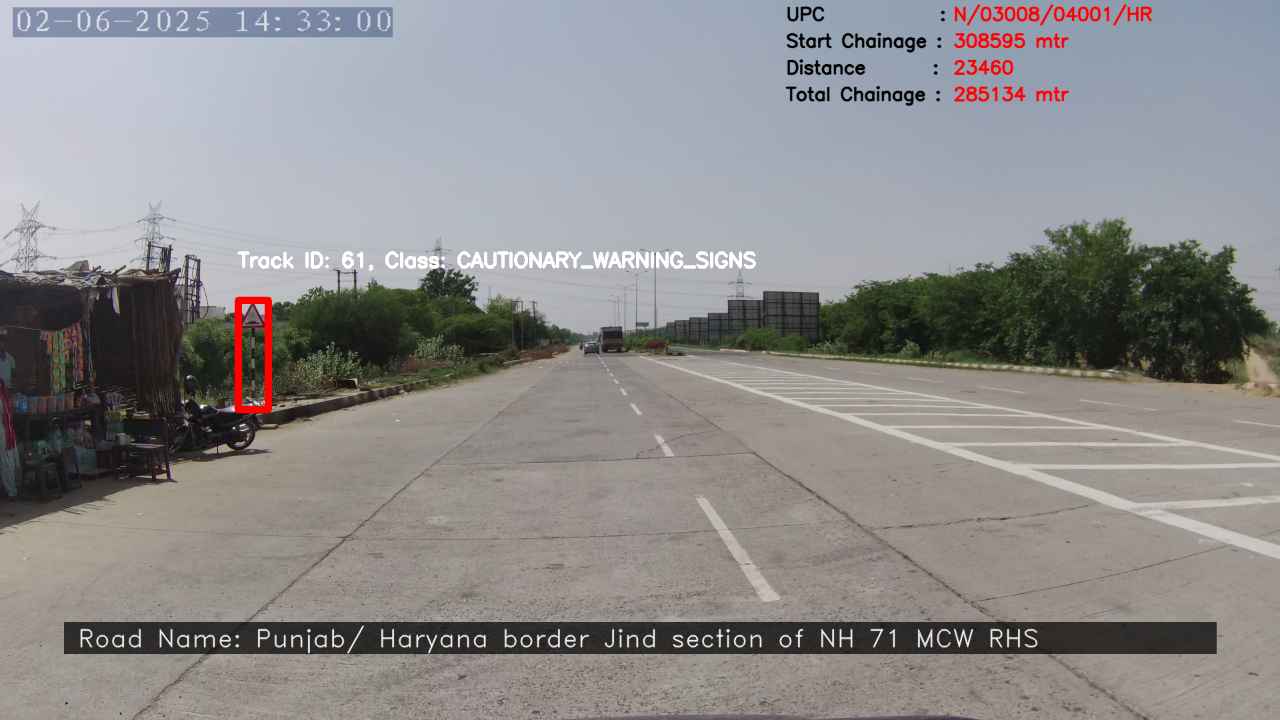 02-06-2025 14:33:00
UPC : N/03008/04001/HR
Start Chainage : 308595 mtr
Distance : 23460
Total Chainage : 285134 mtr
Track ID: 61, Class: CAUTIONARY_WARNING_SIGNS
Road Name: Punjab/ Haryana border Jind section of NH 71 MCW RHS